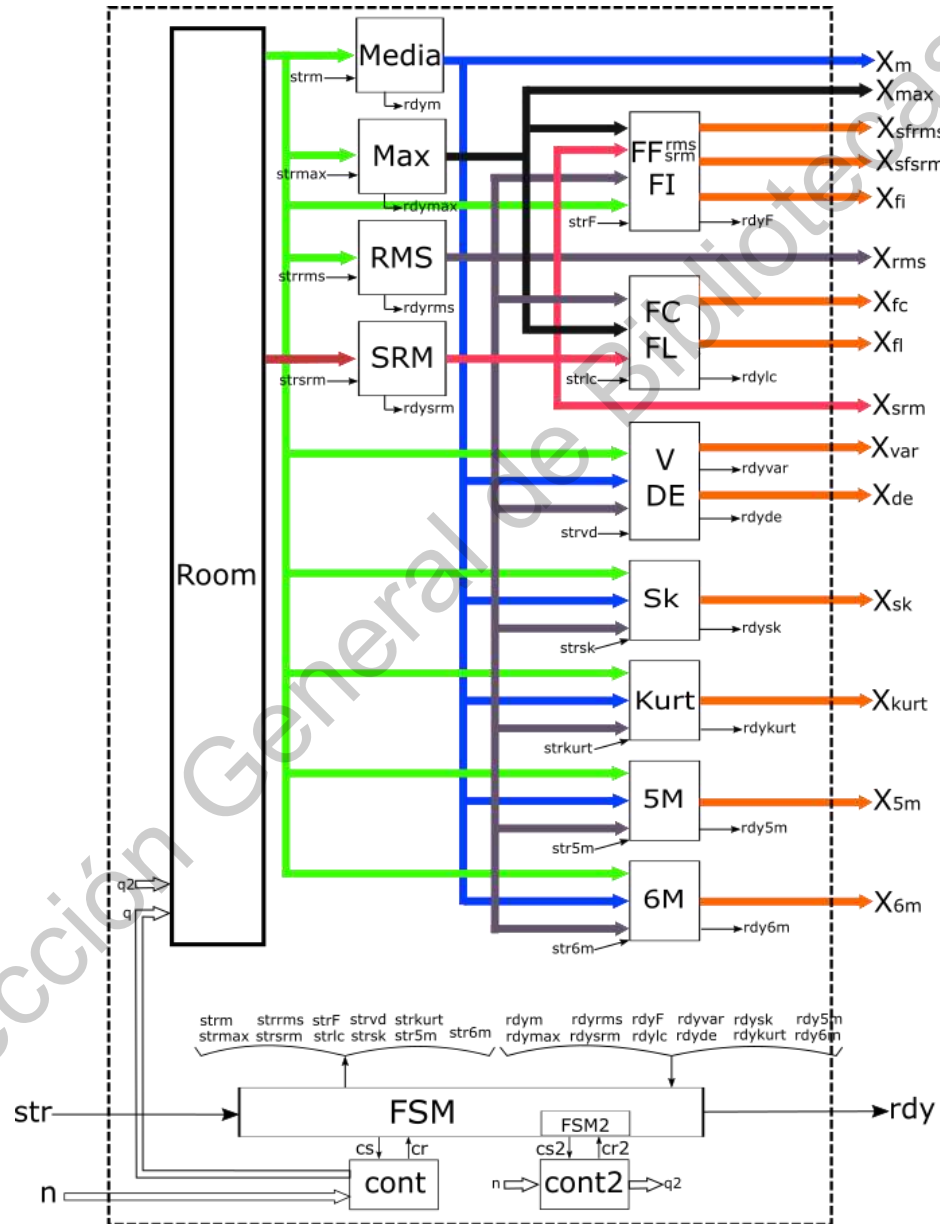 Media
strm
rdym
Max
strmax
rdymax
RMS
strrms
rdyrms
SRM
strsrm
rdysrm
Room
q2
q
FF rms
srm
FI
strF
rdyF
FC
FL
strlc
rdylc
V
DE
strvd
rdyvar
rdyde
Sk
strsk
rdysk
Kurt
strkurt
rdykurt
5M
str5m
rdy5m
6M
str6m
rdy6m
Xm
Xmax
Xsfrms
Xsfsrm
Xfi
Xrms
Xfc
Xfl
Xsrm
Xvar
Xde
Xsk
Xkurt
X5m
X6m
strm strrms strF strvd strkurt
strmax strsrm strlc strsk str5m str6m
rdym rdyrms rdyF rdyvar rdysk rdy5m
rdymax rdysrm rdylc rdyde rdykurt rdy6m
str
FSM
rdy
FSM2
cs cr
cs2 cr2
n
cont
n
cont2
q2
ección General de Bibliotecas